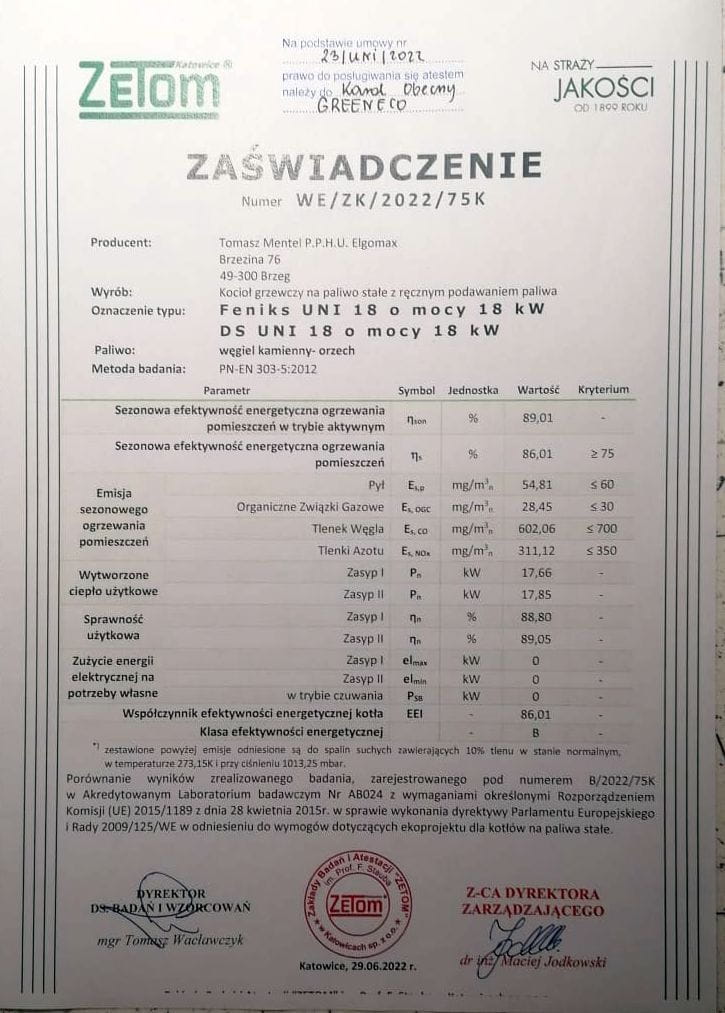 Katowice ®
ZETOM
Na podstawie umowy nr
23/UNI/2022
prawo do posługiwania się atestem
należy do Karol Obecny
GREENECO
NA STRAŻY
JAKOŚCI
OD 1899 ROKU
ZAŚWIADCZENIE
Numer WE/ZK/2022/75K
Producent: Tomasz Mentel P.P.H.U. Elgomax
Brzezina 76
49-300 Brzeg
Wyrób: Kocioł grzewczy na paliwo stałe z ręcznym podawaniem paliwa
Oznaczenie typu: Feniks UNI 18 o mocy 18 kW
DS UNI 18 o mocy 18 kW
Paliwo: węgiel kamienny- orzech
Metoda badania: PN-EN 303-5:2012
Parametr Symbol Jednostka Wartość Kryterium
Sezonowa efektywność energetyczna ogrzewania
pomieszczeń w trybie aktywnym ηson % 89,01 -
Sezonowa efektywność energetyczna ogrzewania
pomieszczeń ηs % 86,01 ≥ 75
Emisja sezonowego ogrzewania pomieszczeń
Pył Es,p mg/m³n 54,81 ≤ 60
Organiczne Związki Gazowe Es, OGC mg/m³n 28,45 ≤ 30
Tlenek Węgla Es, CO mg/m³n 602,06 ≤ 700
Tlenki Azotu Es, NOx mg/m³n 311,12 ≤ 350
Wytworzone ciepło użytkowe
Zasyp I Pn kW 17,66 -
Zasyp II Pn kW 17,85 -
Sprawność użytkowa
Zasyp I ηn % 88,80 -
Zasyp II ηn % 89,05 -
Zużycie energii elektrycznej na potrzeby własne
Zasyp I elmax kW 0 -
Zasyp II elmin kW 0 -
w trybie czuwania PSB kW 0 -
Współczynnik efektywności energetycznej kotła EEI - 86,01 -
Klasa efektywności energetycznej - B -
*) zestawione powyżej emisje odniesione są do spalin suchych zawierających 10% tlenu w stanie normalnym,
w temperaturze 273,15K i przy ciśnieniu 1013,25 mbar.
Porównanie wyników zrealizowanego badania, zarejestrowanego pod numerem B/2022/75K
w Akredytowanym Laboratorium badawczym Nr AB024 z wymaganiami określonymi Rozporządzeniem
Komisji (UE) 2015/1189 z dnia 28 kwietnia 2015r. w sprawie wykonania dyrektywy Parlamentu Europejskiego
i Rady 2009/125/WE w odniesieniu do wymogów dotyczących ekoprojektu dla kotłów na paliwa stałe.
DYREKTOR
DS. BADAŃ I WZORCOWAŃ
mgr Tomasz Wacławczyk
Zakłady Badań i Atestacji "ZETOM"
im. Prof. F. Stauba
ZETOM
w Katowicach sp. z o.o.
Z-CA DYREKTORA
ZARZĄDZAJĄCEGO
dr inż. Maciej Jodkowski
Katowice, 29.06.2022 r.